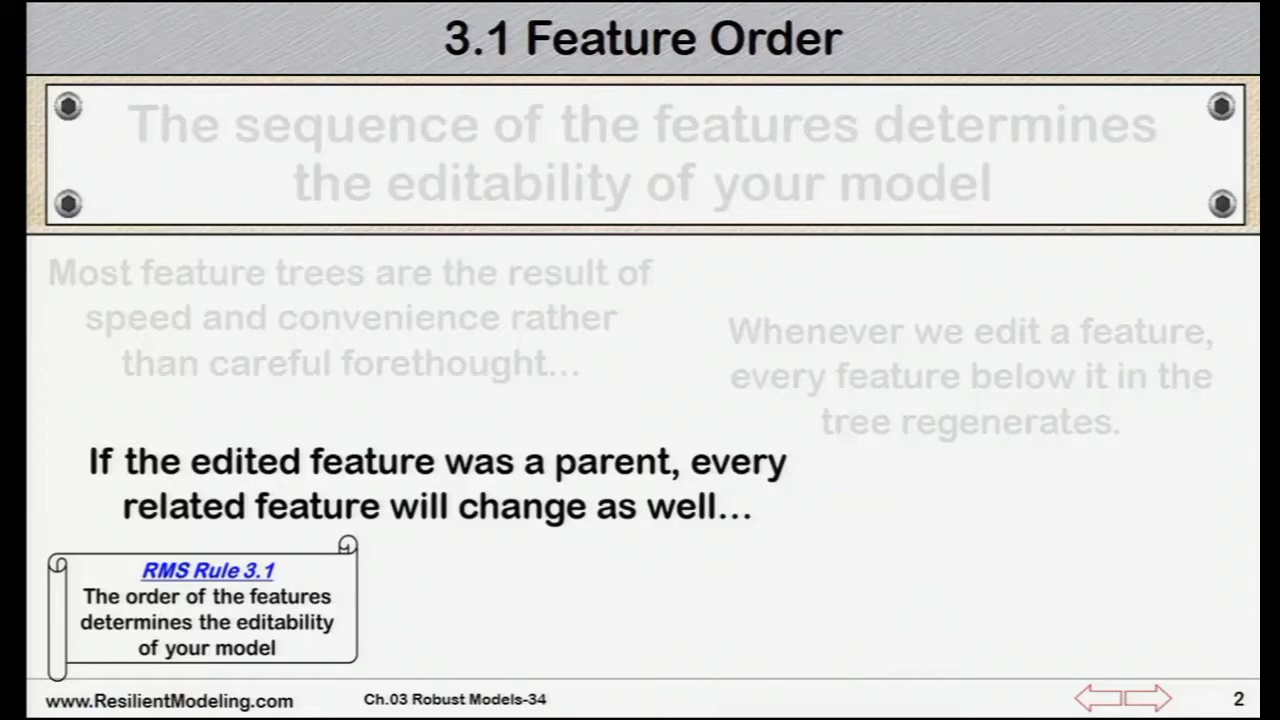 3.1 Feature Order
The sequence of the features determines
the editability of your model
Most feature trees are the result of
speed and convenience rather
than careful forethought...
Whenever we edit a feature,
every feature below it in the
tree regenerates.
If the edited feature was a parent, every
related feature will change as well...
RMS Rule 3.1
The order of the features
determines the editability
of your model
www.ResilientModeling.com
Ch.03 Robust Models-34
2